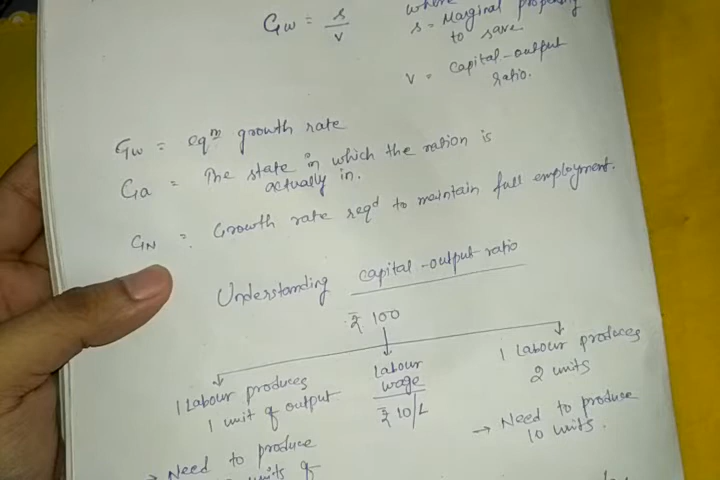 Gw = s/v
where
s = Marginal propensity
to save
v = Capital-output
ratio.
Gw = eqm growth rate
Ga = The state in which the nation is
actually in.
GN = Growth rate reqd to maintain full employment.
Understanding capital-output ratio
₹ 100
1 Labour produces
1 unit of output
Labour
wage
₹ 10/L
1 Labour produces
2 units
→ Need to produce
10 units.
→ Need to produce
units of